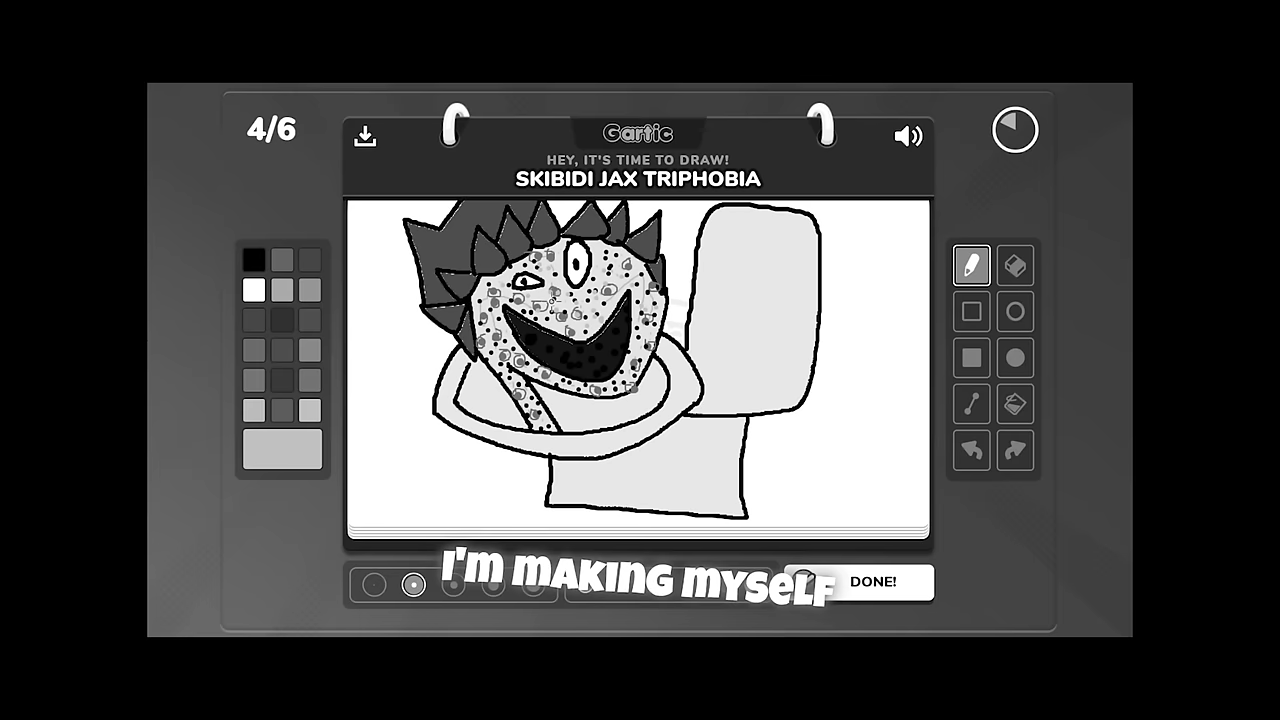 4/6
Gartic
HEY, IT'S TIME TO DRAW!
SKIBIDI JAX TRIPHOBIA
I'm making myself
DONE!